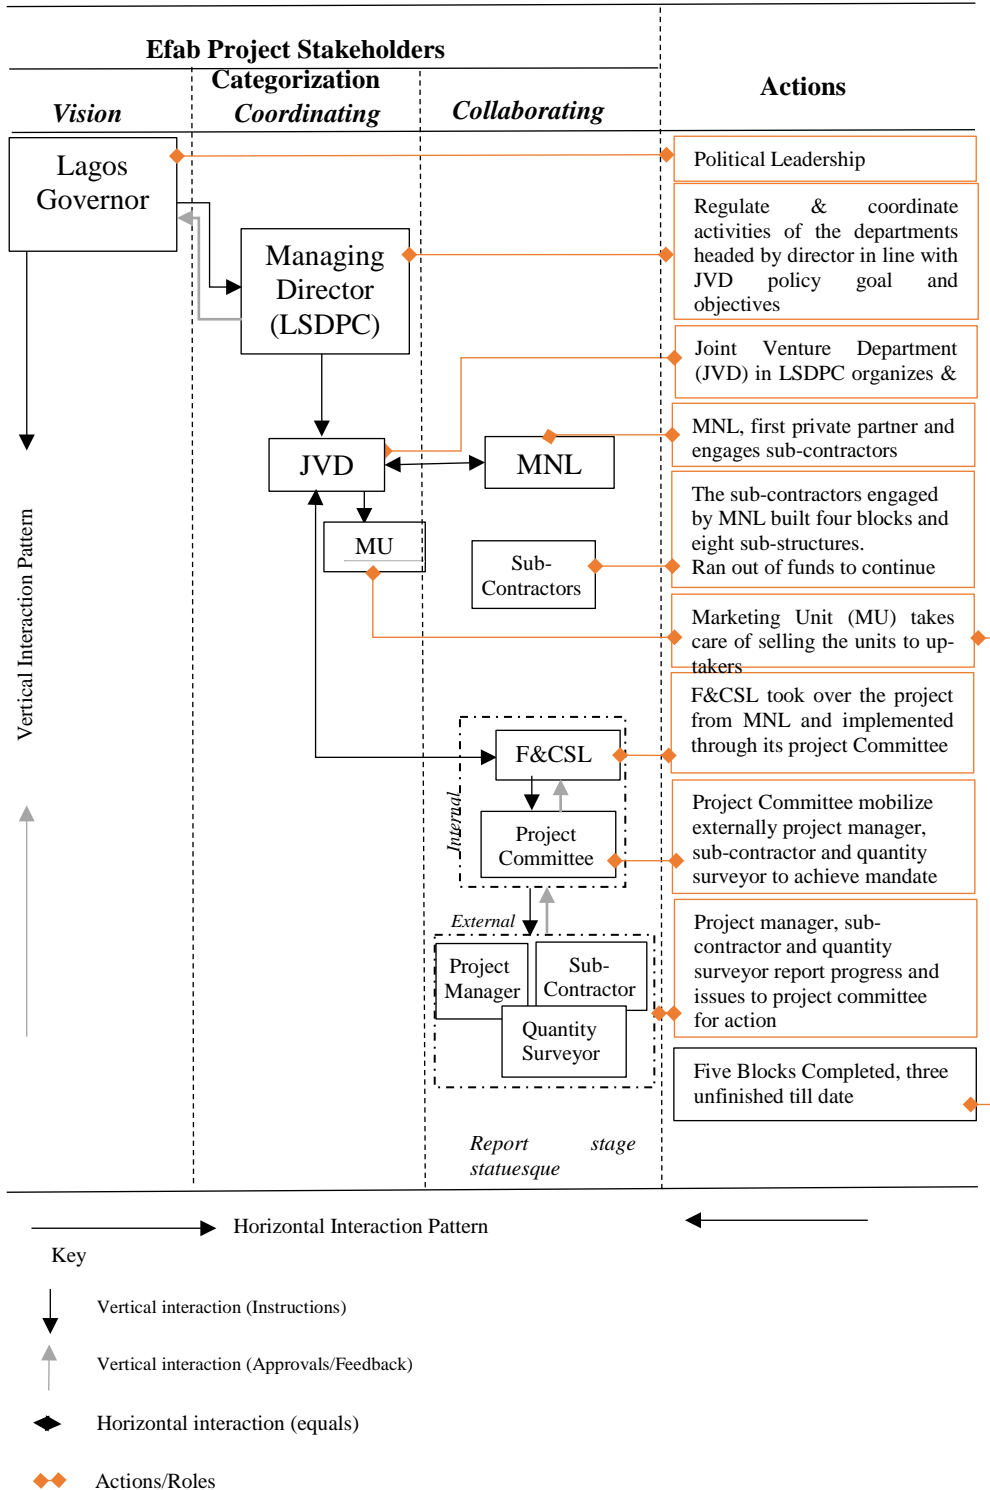 Efab Project Stakeholders
Categorization
Actions
Vision
Coordinating
Collaborating
Lagos
Governor
Political Leadership
Regulate & coordinate
activities of the departments
headed by director in line with
JVD policy goal and
objectives
Managing
Director
(LSDPC)
Joint Venture Department
(JVD) in LSDPC organizes &
MNL, first private partner and
engages sub-contractors
JVD
MNL
The sub-contractors engaged
by MNL built four blocks and
eight sub-structures.
Ran out of funds to continue
MU
Sub-
Contractors
Vertical Interaction Pattern
Marketing Unit (MU) takes
care of selling the units to up-
takers
F&CSL took over the project
from MNL and implemented
through its project Committee
F&CSL
Internal
Project
Committee
Project Committee mobilize
externally project manager,
sub-contractor and quantity
surveyor to achieve mandate
External
Project
Manager
Sub-
Contractor
Quantity
Surveyor
Project manager, sub-
contractor and quantity
surveyor report progress and
issues to project committee
for action
Five Blocks Completed, three
unfinished till date
Report stage
statuesque
Horizontal Interaction Pattern
Key
Vertical interaction (Instructions)
Vertical interaction (Approvals/Feedback)
Horizontal interaction (equals)
Actions/Roles